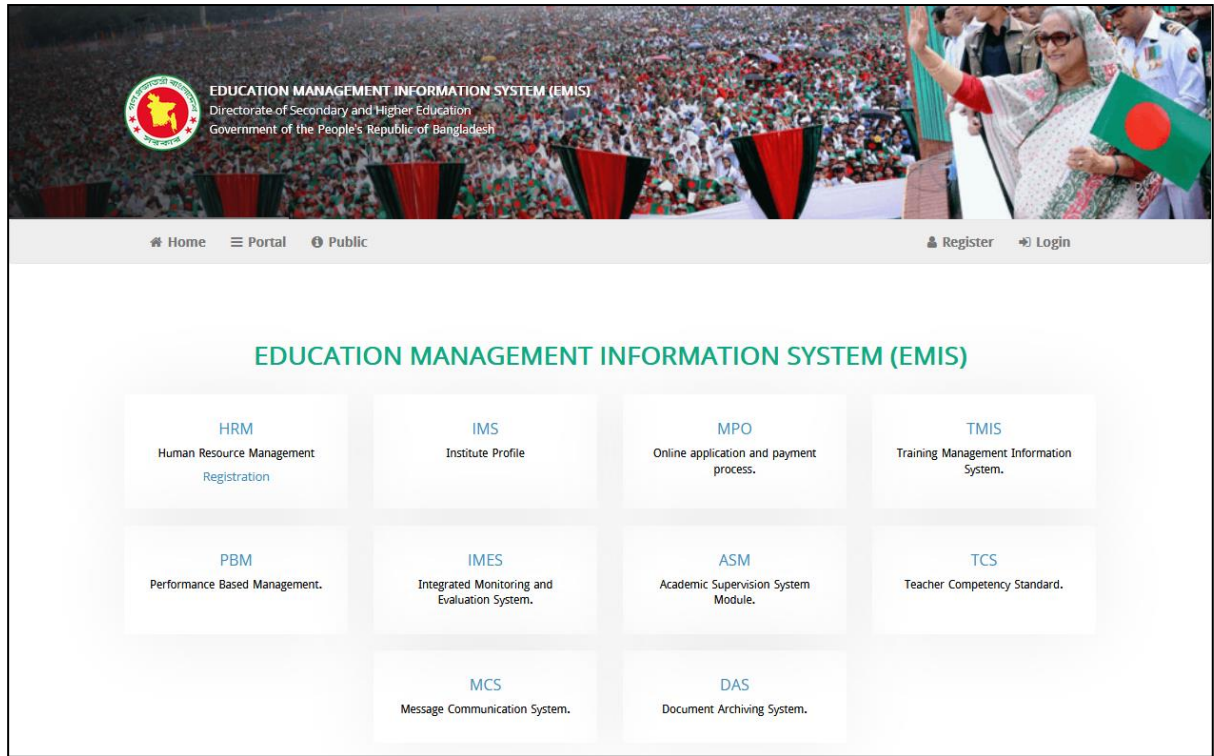 EDUCATION MANAGEMENT INFORMATION SYSTEM (EMIS)
Directorate of Secondary and Higher Education
Government of the People's Republic of Bangladesh
Home Portal Public Register Login
EDUCATION MANAGEMENT INFORMATION SYSTEM (EMIS)
HRM
Human Resource Management
Registration
IMS
Institute Profile
MPO
Online application and payment
process.
TMIS
Training Management Information
System.
PBM
Performance Based Management.
IMES
Integrated Monitoring and
Evaluation System.
ASM
Academic Supervision System
Module.
TCS
Teacher Competency Standard.
MCS
Message Communication System.
DAS
Document Archiving System.